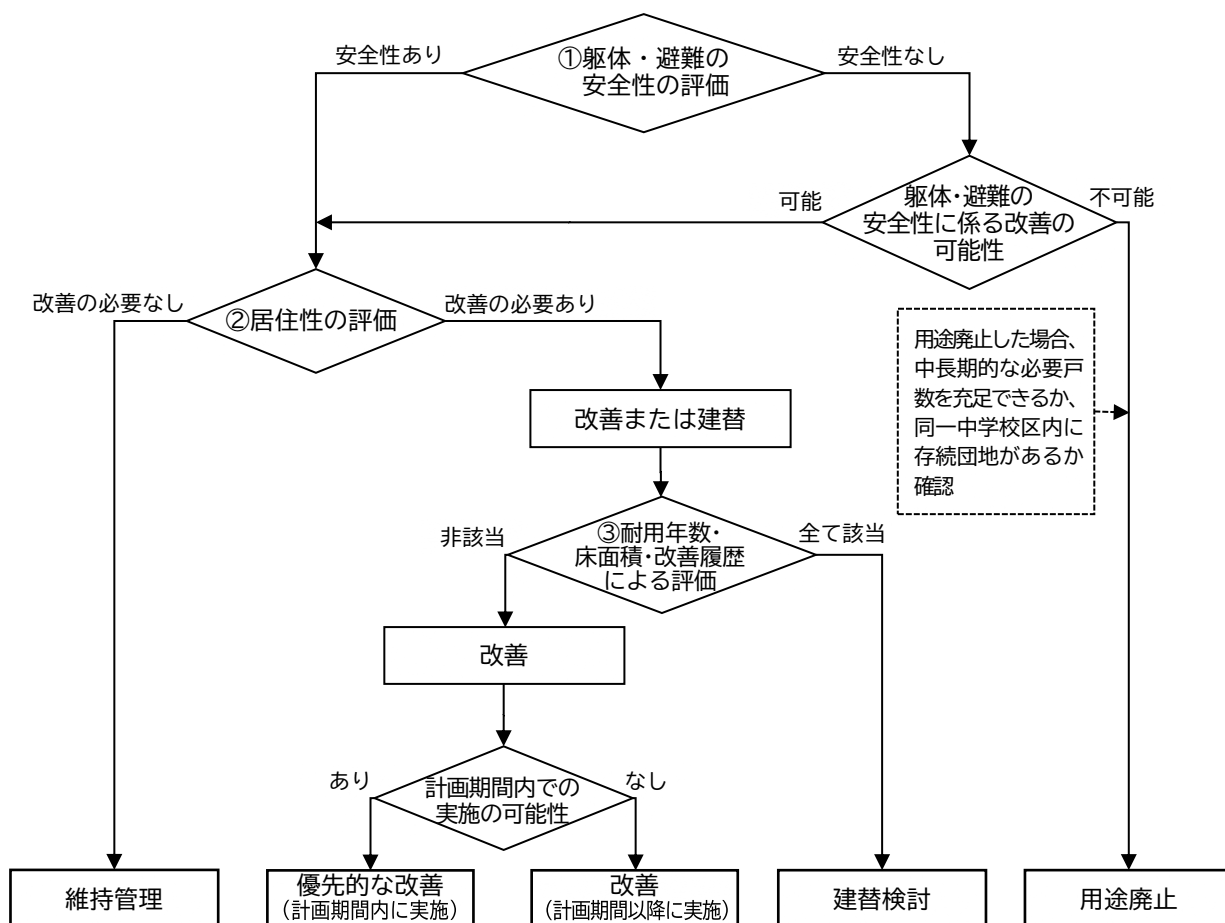 安全性あり
①躯体・避難の
安全性の評価
安全性なし
可能
躯体・避難の
安全性に係る改善の
可能性
不可能
改善の必要なし
②居住性の評価
改善の必要あり
用途廃止した場合、
中長期的な必要戸
数を充足できるか、
同一中学校区内に
存続団地があるか
確認
改善または建替
非該当
③耐用年数・
床面積・改善履歴
による評価
全て該当
改善
あり
計画期間内での
実施の可能性
なし
維持管理
優先的な改善
（計画期間内に実施）
改善
（計画期間以降に実施）
建替検討
用途廃止